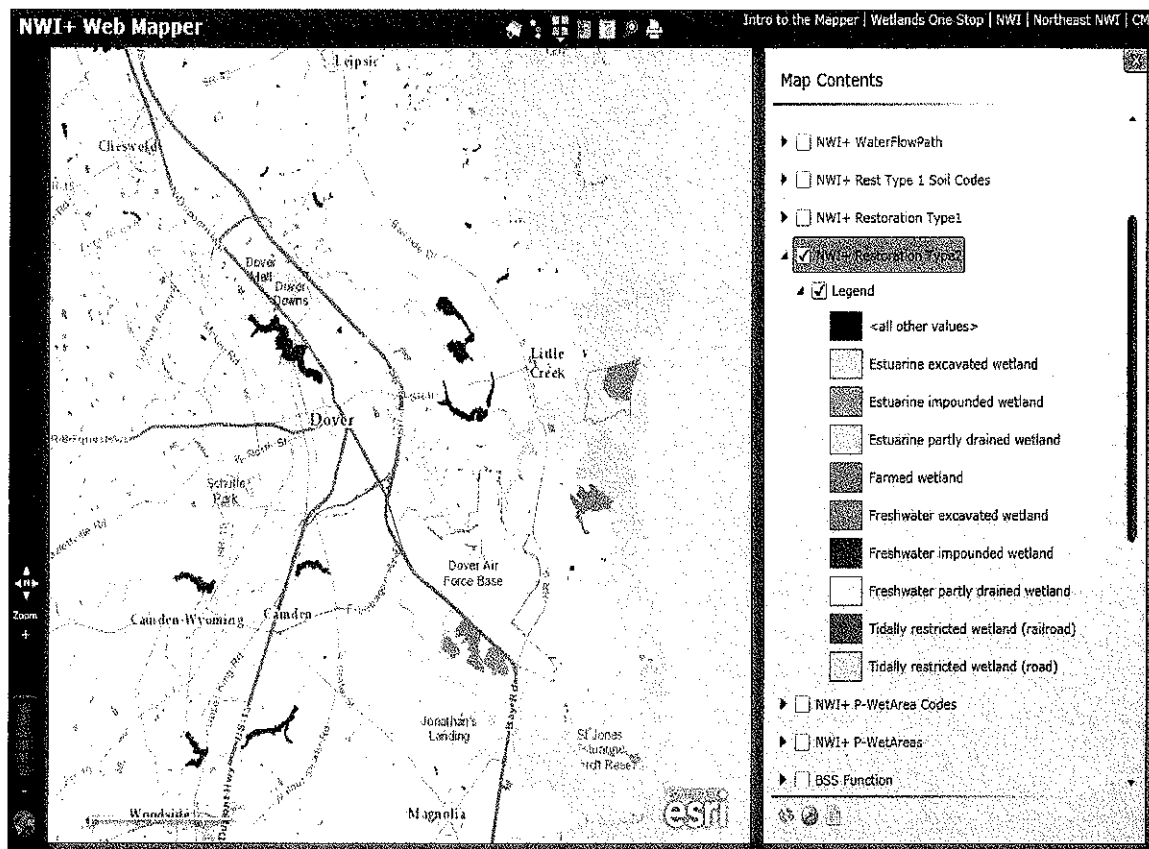 NWI+ Web Mapper
Intro to the Mapper | Wetlands One Stop | NWI | Northeast NWI | CM
Leipsic
Cheswold
Dover
Mall
Dover
Downs
Little
Creek
Dover
Schutte
Park
Dover Air
Force Base
Camden-Wyoming
Camden
Jonathan's
Landing
St Jones
Woodside
Magnolia
esri
Zoom
+
-
Map Contents
NWI+ WaterFlowPath
NWI+ Rest Type 1 Soil Codes
NWI+ Restoration Type1
NWI+ Restoration Type2
Legend
<all other values>
Estuarine excavated wetland
Estuarine impounded wetland
Estuarine partly drained wetland
Farmed wetland
Freshwater excavated wetland
Freshwater impounded wetland
Freshwater partly drained wetland
Tidally restricted wetland (railroad)
Tidally restricted wetland (road)
NWI+ P-WetArea Codes
NWI+ P-WetAreas
BSS Function